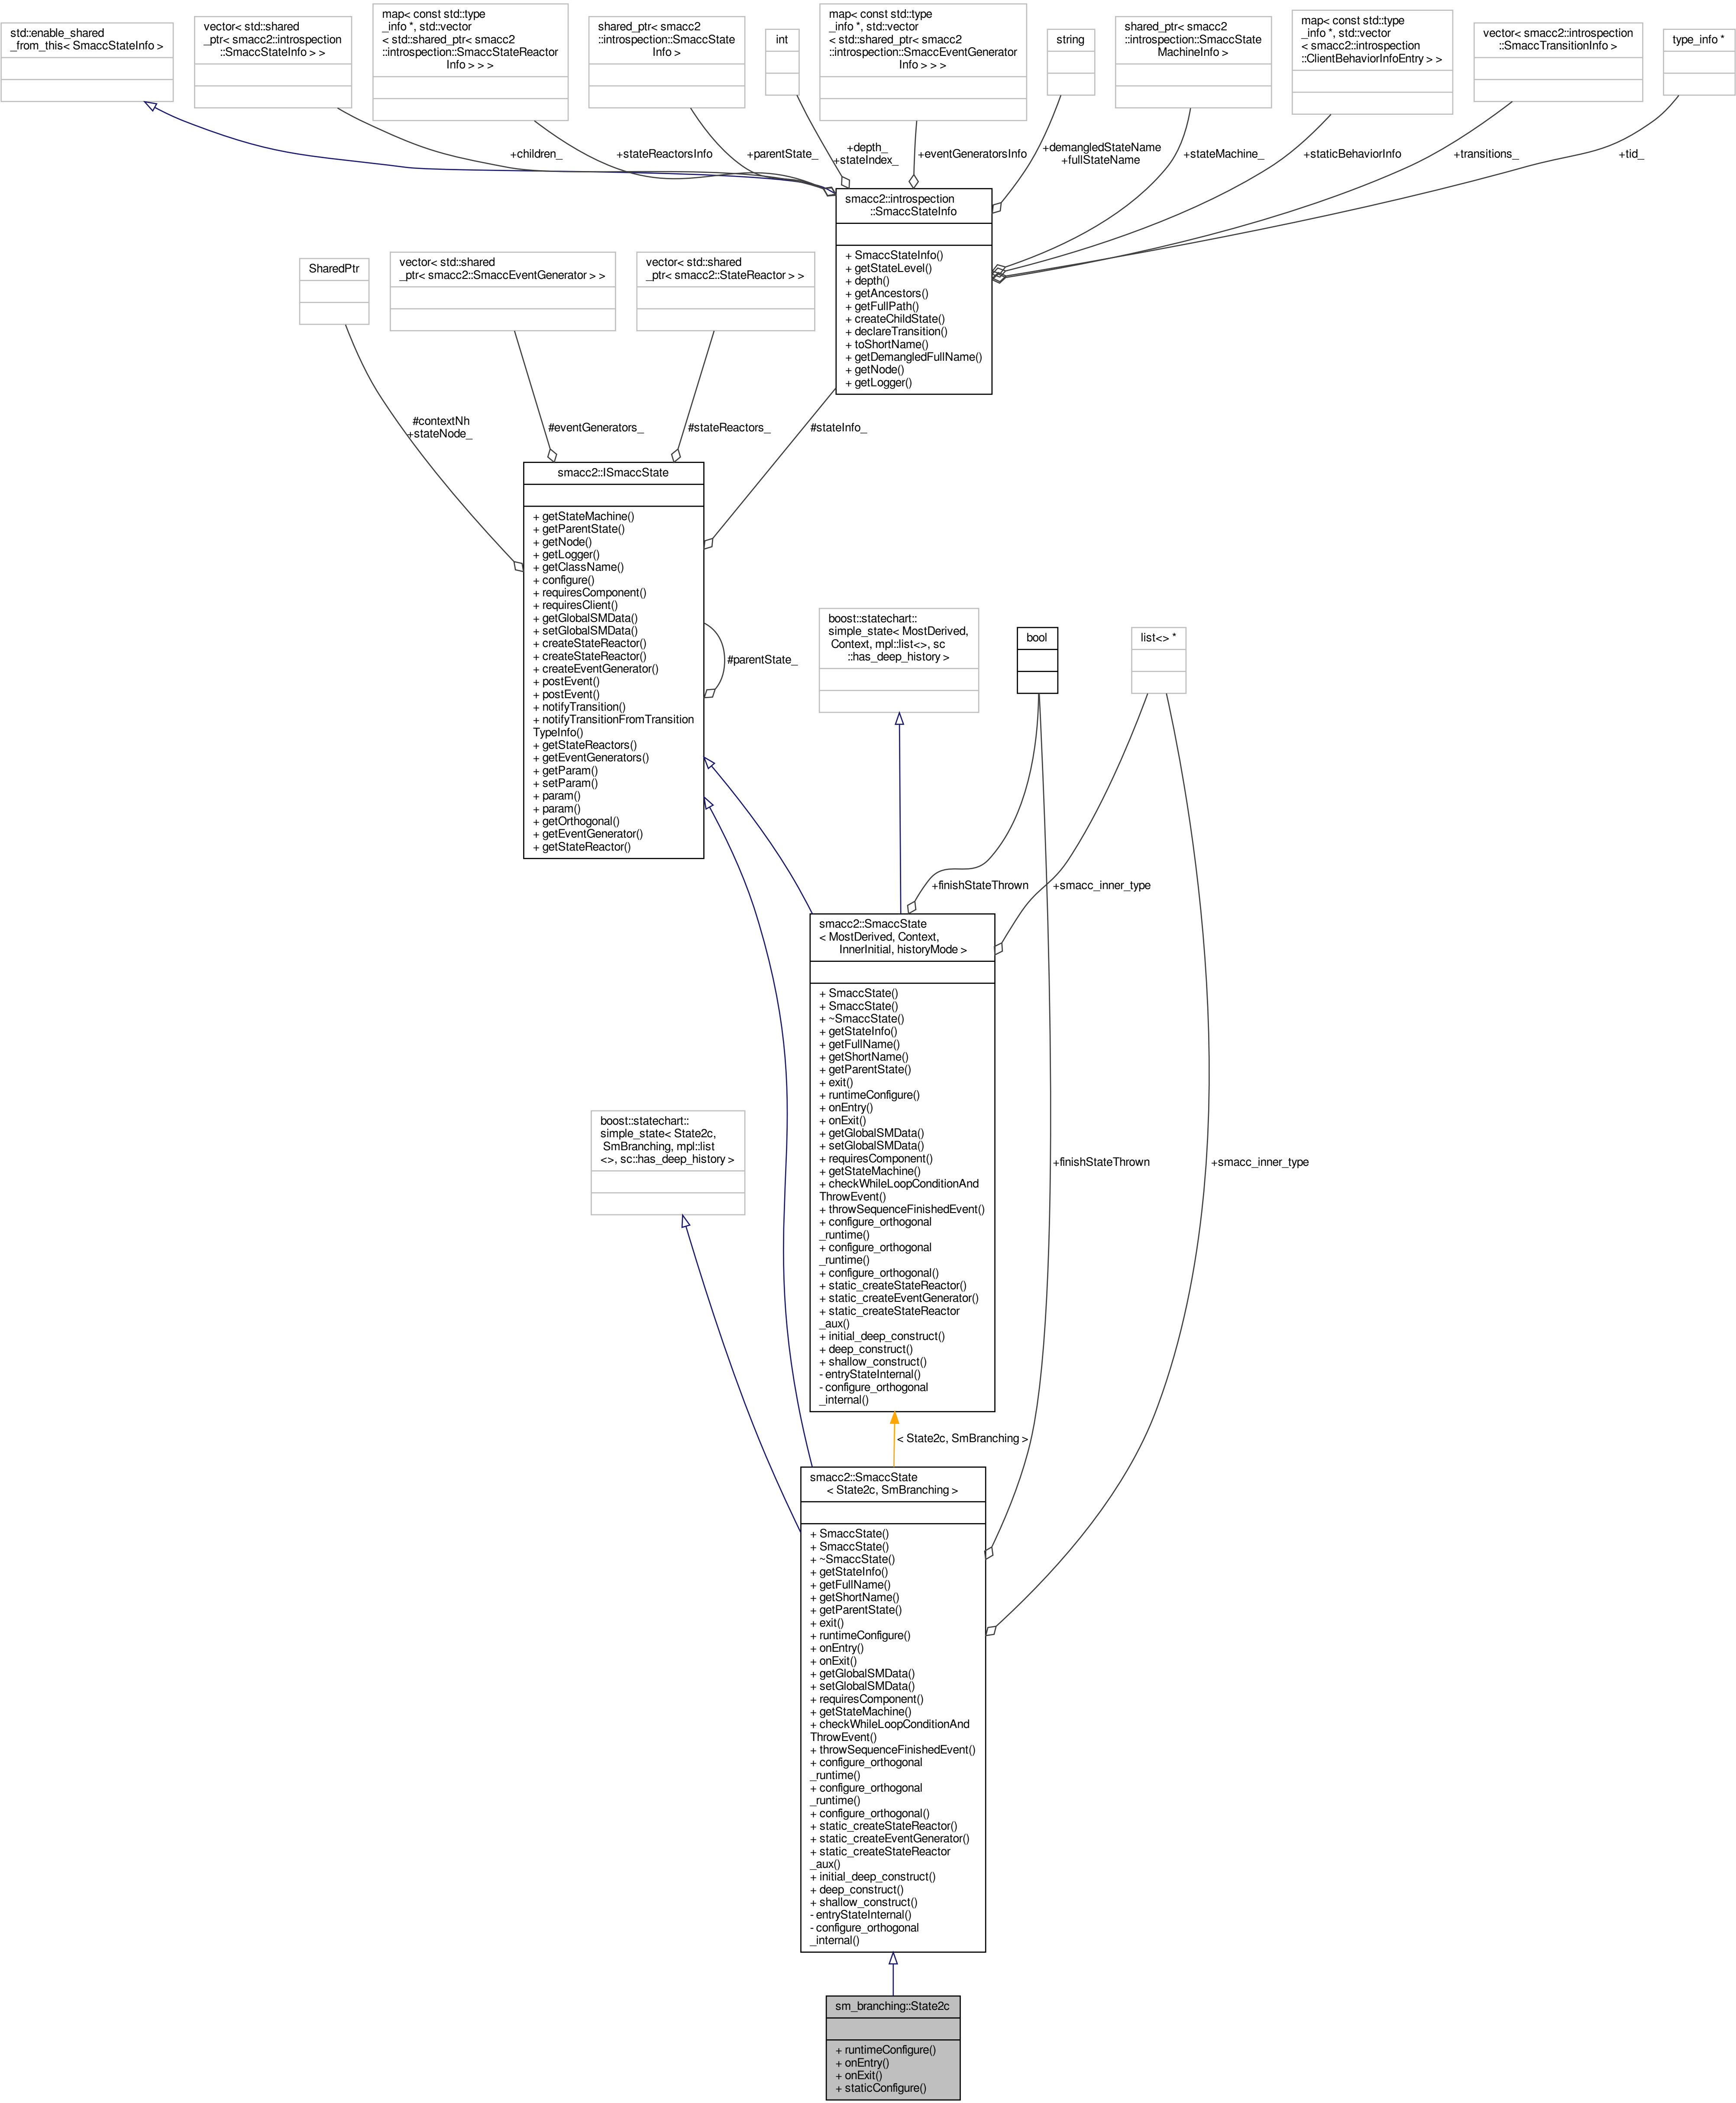 std::enable_shared
_from_this< SmaccStateInfo >
vector< std::shared
_ptr< smacc2::introspection
::SmaccStateInfo > >
map< const std::type
_info *, std::vector
< std::shared_ptr< smacc2
::introspection::SmaccStateReactor
Info > > >
shared_ptr< smacc2
::introspection::SmaccState
Info >
int
map< const std::type
_info *, std::vector
< std::shared_ptr< smacc2
::introspection::SmaccEventGenerator
Info > > >
string
shared_ptr< smacc2
::introspection::SmaccState
MachineInfo >
map< const std::type
_info *, std::vector
< smacc2::introspection
::ClientBehaviorInfoEntry > >
vector< smacc2::introspection
::SmaccTransitionInfo >
type_info *
+children_
+stateReactorsInfo
+parentState_
+depth_
+stateIndex_
+eventGeneratorsInfo
+demangledStateName
+fullStateName
+stateMachine_
+staticBehaviorInfo
+transitions_
+tid_
smacc2::introspection
::SmaccStateInfo
+ SmaccStateInfo()
+ getStateLevel()
+ depth()
+ getAncestors()
+ getFullPath()
+ createChildState()
+ declareTransition()
+ toShortName()
+ getDemangledFullName()
+ getNode()
+ getLogger()
SharedPtr
vector< std::shared
_ptr< smacc2::SmaccEventGenerator > >
vector< std::shared
_ptr< smacc2::StateReactor > >
#contextNh
+stateNode_
#eventGenerators_
#stateReactors_
#stateInfo_
smacc2::ISmaccState
+ getStateMachine()
+ getParentState()
+ getNode()
+ getLogger()
+ getClassName()
+ configure()
+ requiresComponent()
+ requiresClient()
+ getGlobalSMData()
+ setGlobalSMData()
+ createStateReactor()
+ createStateReactor()
+ createEventGenerator()
+ postEvent()
+ postEvent()
+ notifyTransition()
+ notifyTransitionFromTransition
TypeInfo()
+ getStateReactors()
+ getEventGenerators()
+ getParam()
+ setParam()
+ param()
+ param()
+ getOrthogonal()
+ getEventGenerator()
+ getStateReactor()
#parentState_
boost::statechart::
simple_state< MostDerived,
Context, mpl::list<>, sc
::has_deep_history >
bool
list<> *
+finishStateThrown
+smacc_inner_type
smacc2::SmaccState
< MostDerived, Context,
InnerInitial, historyMode >
+ SmaccState()
+ SmaccState()
+ ~SmaccState()
+ getStateInfo()
+ getFullName()
+ getShortName()
+ getParentState()
+ exit()
+ runtimeConfigure()
+ onEntry()
+ onExit()
+ getGlobalSMData()
+ setGlobalSMData()
+ requiresComponent()
+ getStateMachine()
+ checkWhileLoopConditionAnd
ThrowEvent()
+ throwSequenceFinishedEvent()
+ configure_orthogonal
_runtime()
+ configure_orthogonal
_runtime()
+ configure_orthogonal()
+ static_createStateReactor()
+ static_createEventGenerator()
+ static_createStateReactor
_aux()
+ initial_deep_construct()
+ deep_construct()
+ shallow_construct()
- entryStateInternal()
- configure_orthogonal
_internal()
boost::statechart::
simple_state< State2c,
SmBranching, mpl::list
<>, sc::has_deep_history >
+finishStateThrown
+smacc_inner_type
< State2c, SmBranching >
smacc2::SmaccState
< State2c, SmBranching >
+ SmaccState()
+ SmaccState()
+ ~SmaccState()
+ getStateInfo()
+ getFullName()
+ getShortName()
+ getParentState()
+ exit()
+ runtimeConfigure()
+ onEntry()
+ onExit()
+ getGlobalSMData()
+ setGlobalSMData()
+ requiresComponent()
+ getStateMachine()
+ checkWhileLoopConditionAnd
ThrowEvent()
+ throwSequenceFinishedEvent()
+ configure_orthogonal
_runtime()
+ configure_orthogonal
_runtime()
+ configure_orthogonal()
+ static_createStateReactor()
+ static_createEventGenerator()
+ static_createStateReactor
_aux()
+ initial_deep_construct()
+ deep_construct()
+ shallow_construct()
- entryStateInternal()
- configure_orthogonal
_internal()
sm_branching::State2c
+ runtimeConfigure()
+ onEntry()
+ onExit()
+ staticConfigure()